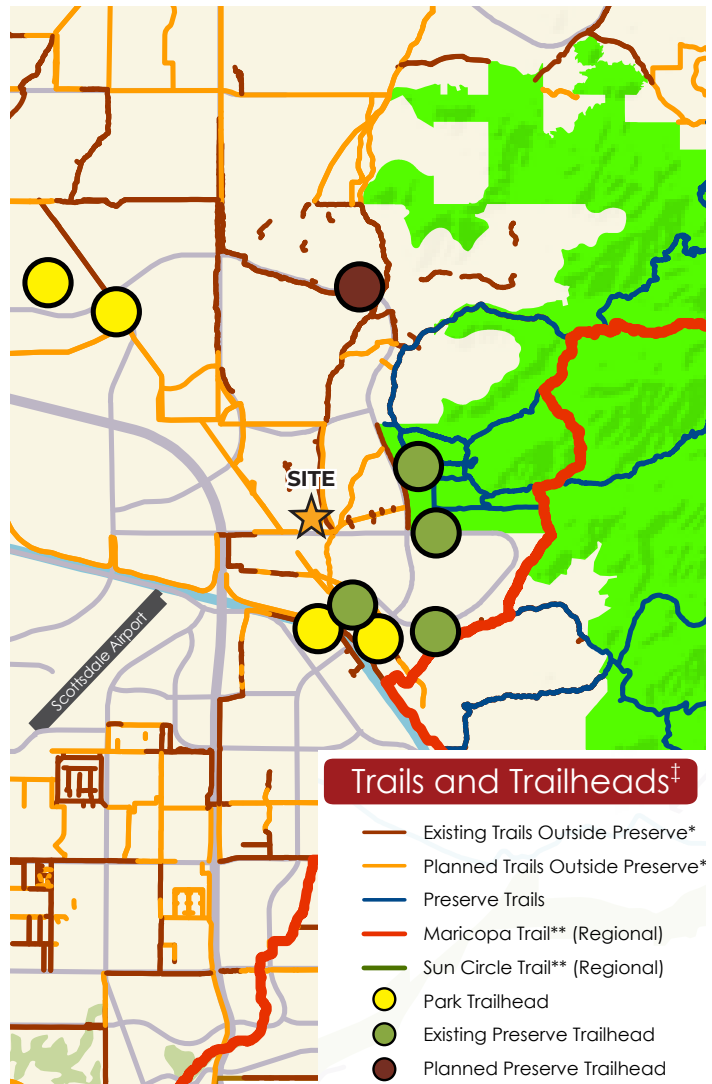 SITE
Scottsdale Airport
Trails and Trailheads‡
Existing Trails Outside Preserve*
Planned Trails Outside Preserve*
Preserve Trails
Maricopa Trail** (Regional)
Sun Circle Trail** (Regional)
Park Trailhead
Existing Preserve Trailhead
Planned Preserve Trailhead